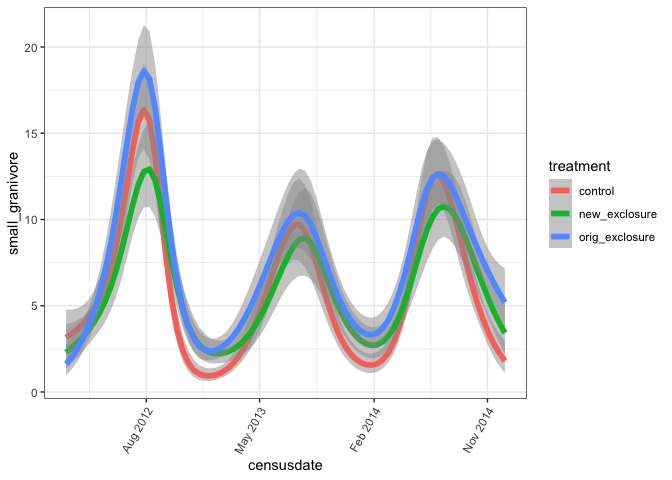 small_granivore
20
15
10
5
0
Aug 2012
May 2013
Feb 2014
Nov 2014
censusdate
treatment
control
new_exclosure
orig_exclosure